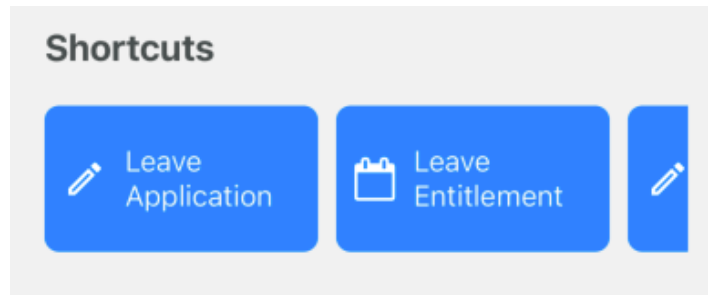 Shortcuts
Leave
Application
Leave
Entitlement